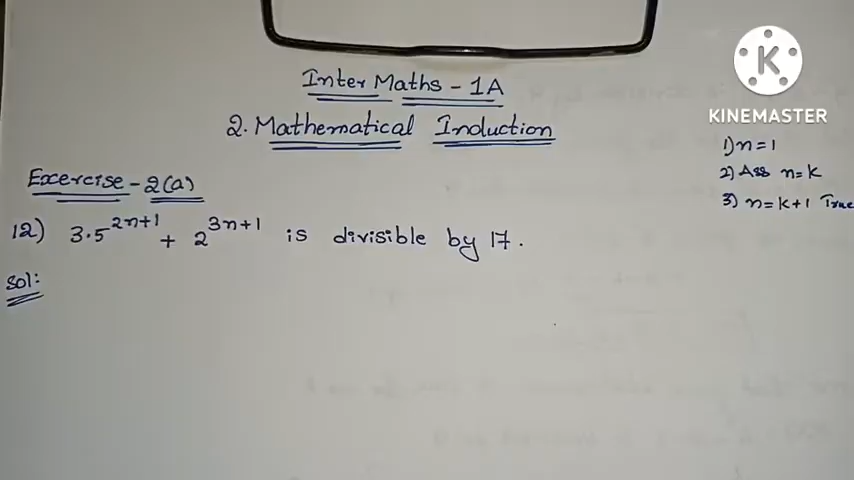 Inter Maths - 1A
2. Mathematical Induction
K
KINEMASTER
1) n = 1
2) Ass n = k
3) n = k + 1 True
Excercise - 2(a)
12) 3·5^{2n+1} + 2^{3n+1} is divisible by 17.
Sol: